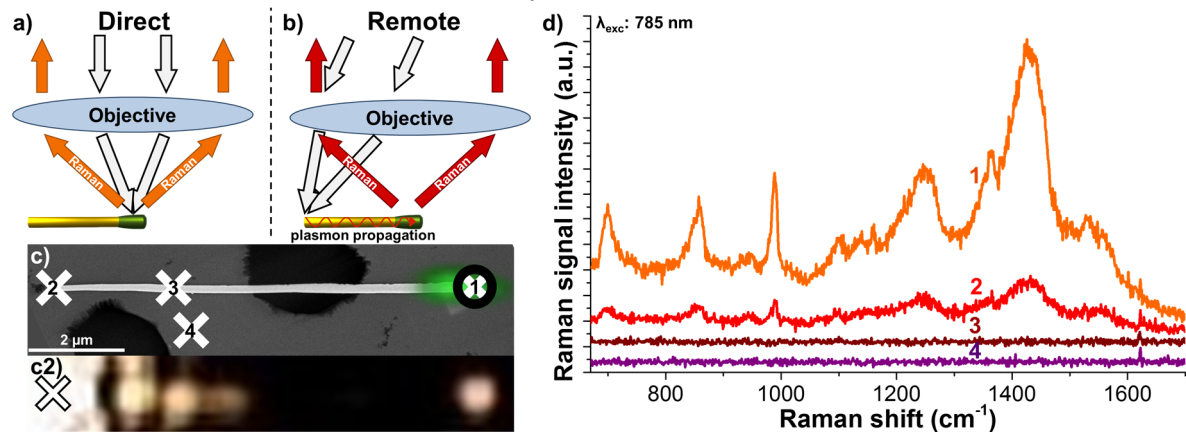 a) Direct
Objective
Raman Raman
b) Remote
Objective
Raman Raman
plasmon propagation
c)
2 3 1
4
2 µm
c2)
d) λexc: 785 nm
Raman signal intensity (a.u.)
1
2
3
4
800 1000 1200 1400 1600
Raman shift (cm⁻¹)